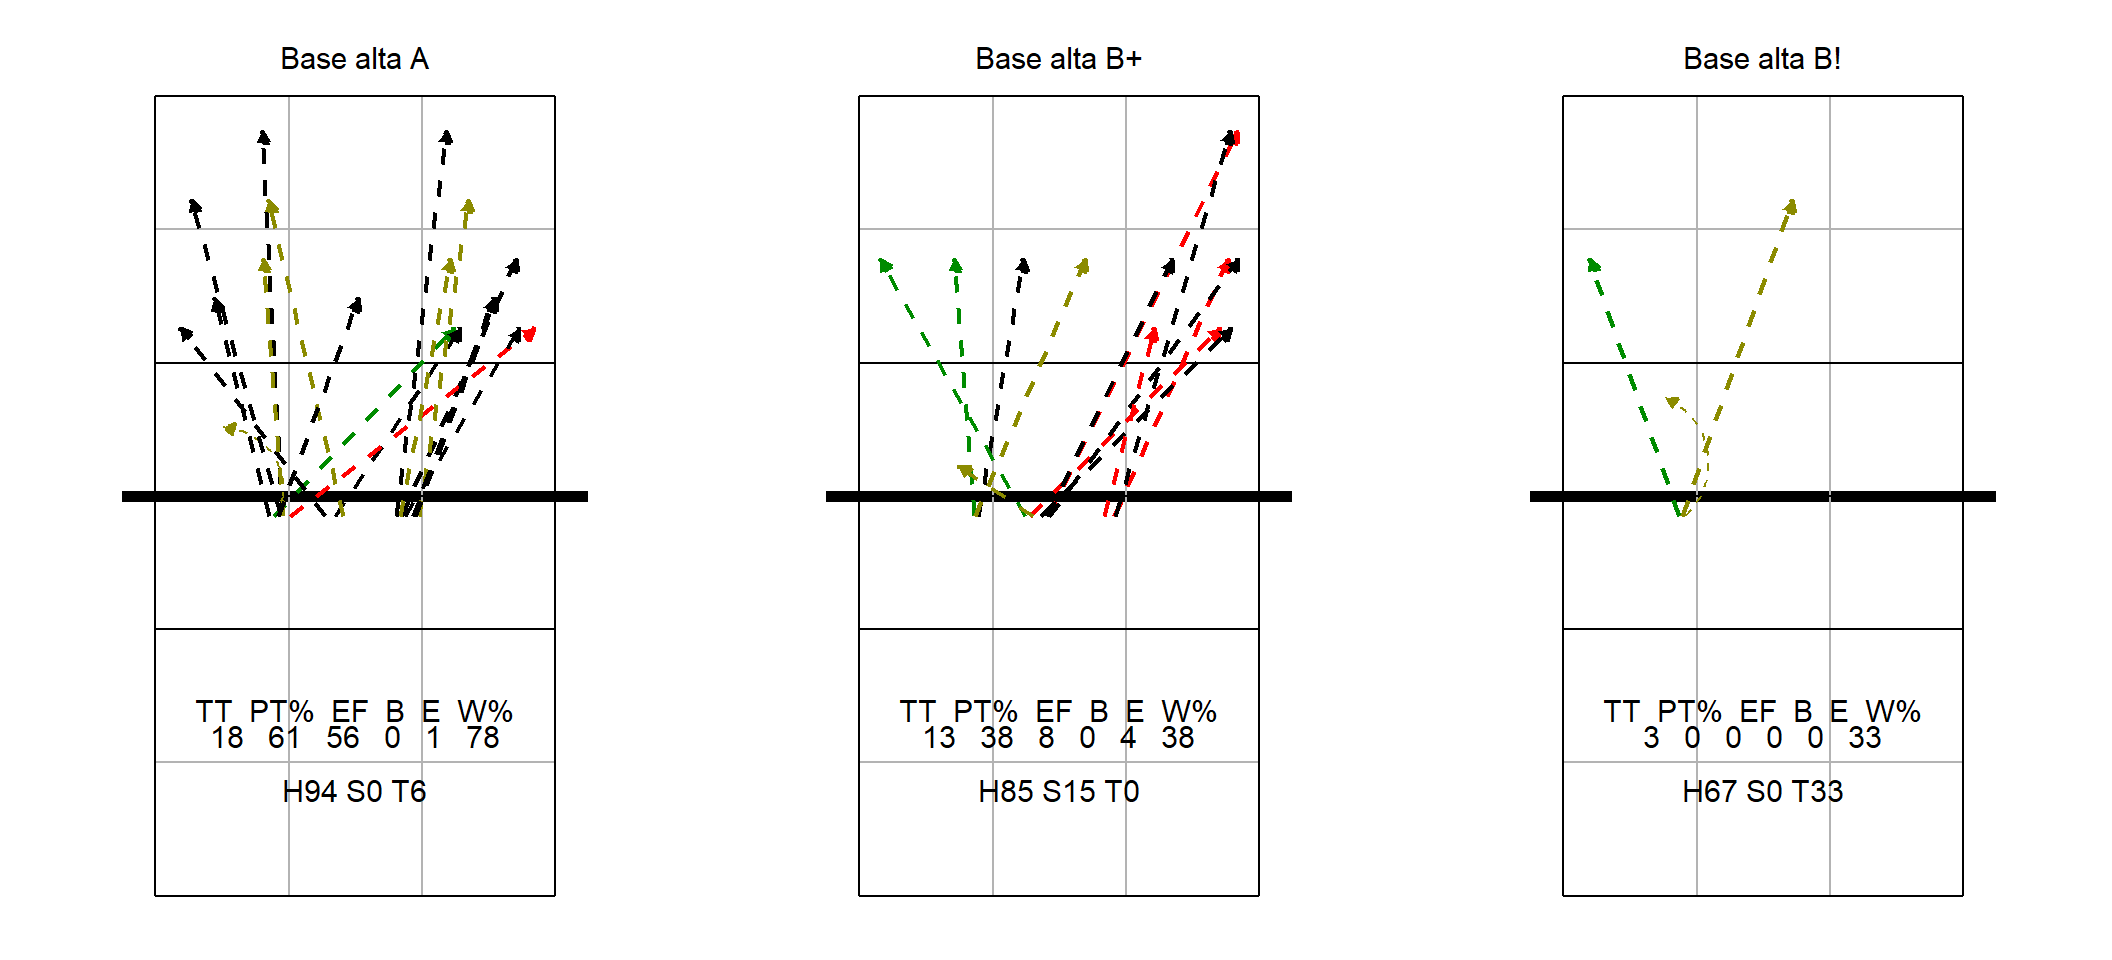 Base alta A
TT PT% EF B E W%
18 61 56 0 1 78
H94 S0 T6
Base alta B+
TT PT% EF B E W%
13 38 8 0 4 38
H85 S15 T0
Base alta B!
TT PT% EF B E W%
3 0 0 0 0 33
H67 S0 T33